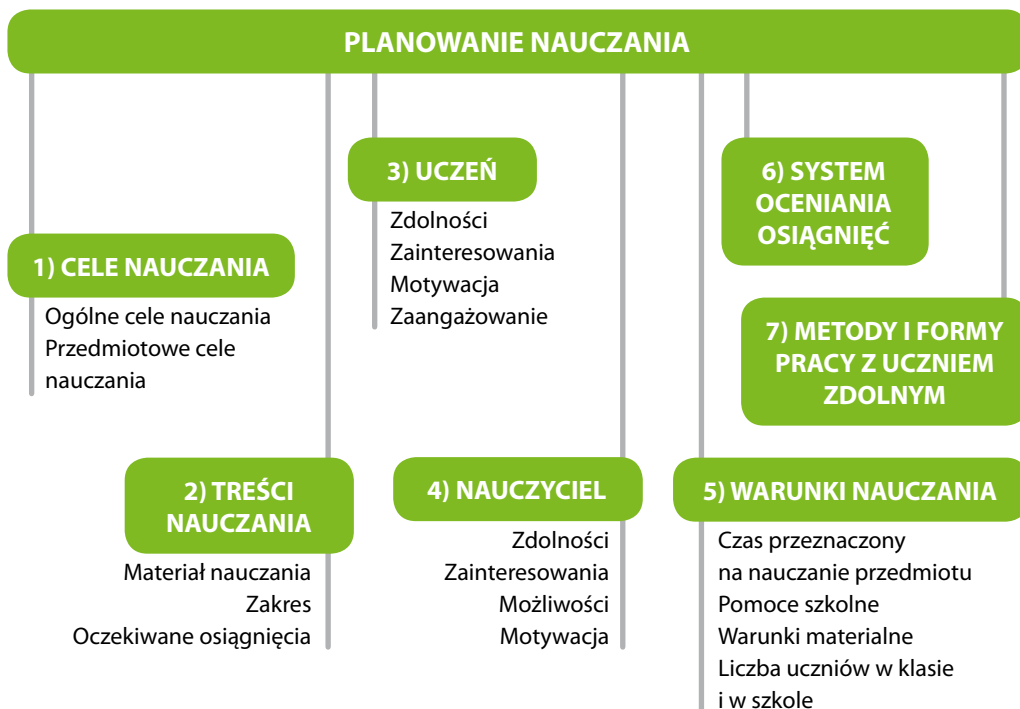 PLANOWANIE NAUCZANIA
1) CELE NAUCZANIA
Ogólne cele nauczania
Przedmiotowe cele
nauczania
2) TREŚCI
NAUCZANIA
Materiał nauczania
Zakres
Oczekiwane osiągnięcia
3) UCZEŃ
Zdolności
Zainteresowania
Motywacja
Zaangażowanie
4) NAUCZYCIEL
Zdolności
Zainteresowania
Możliwości
Motywacja
5) WARUNKI NAUCZANIA
Czas przeznaczony
na nauczanie przedmiotu
Pomoce szkolne
Warunki materialne
Liczba uczniów w klasie
i w szkole
6) SYSTEM
OCENIANIA
OSIĄGNIĘĆ
7) METODY I FORMY
PRACY Z UCZNIEM
ZDOLNYM